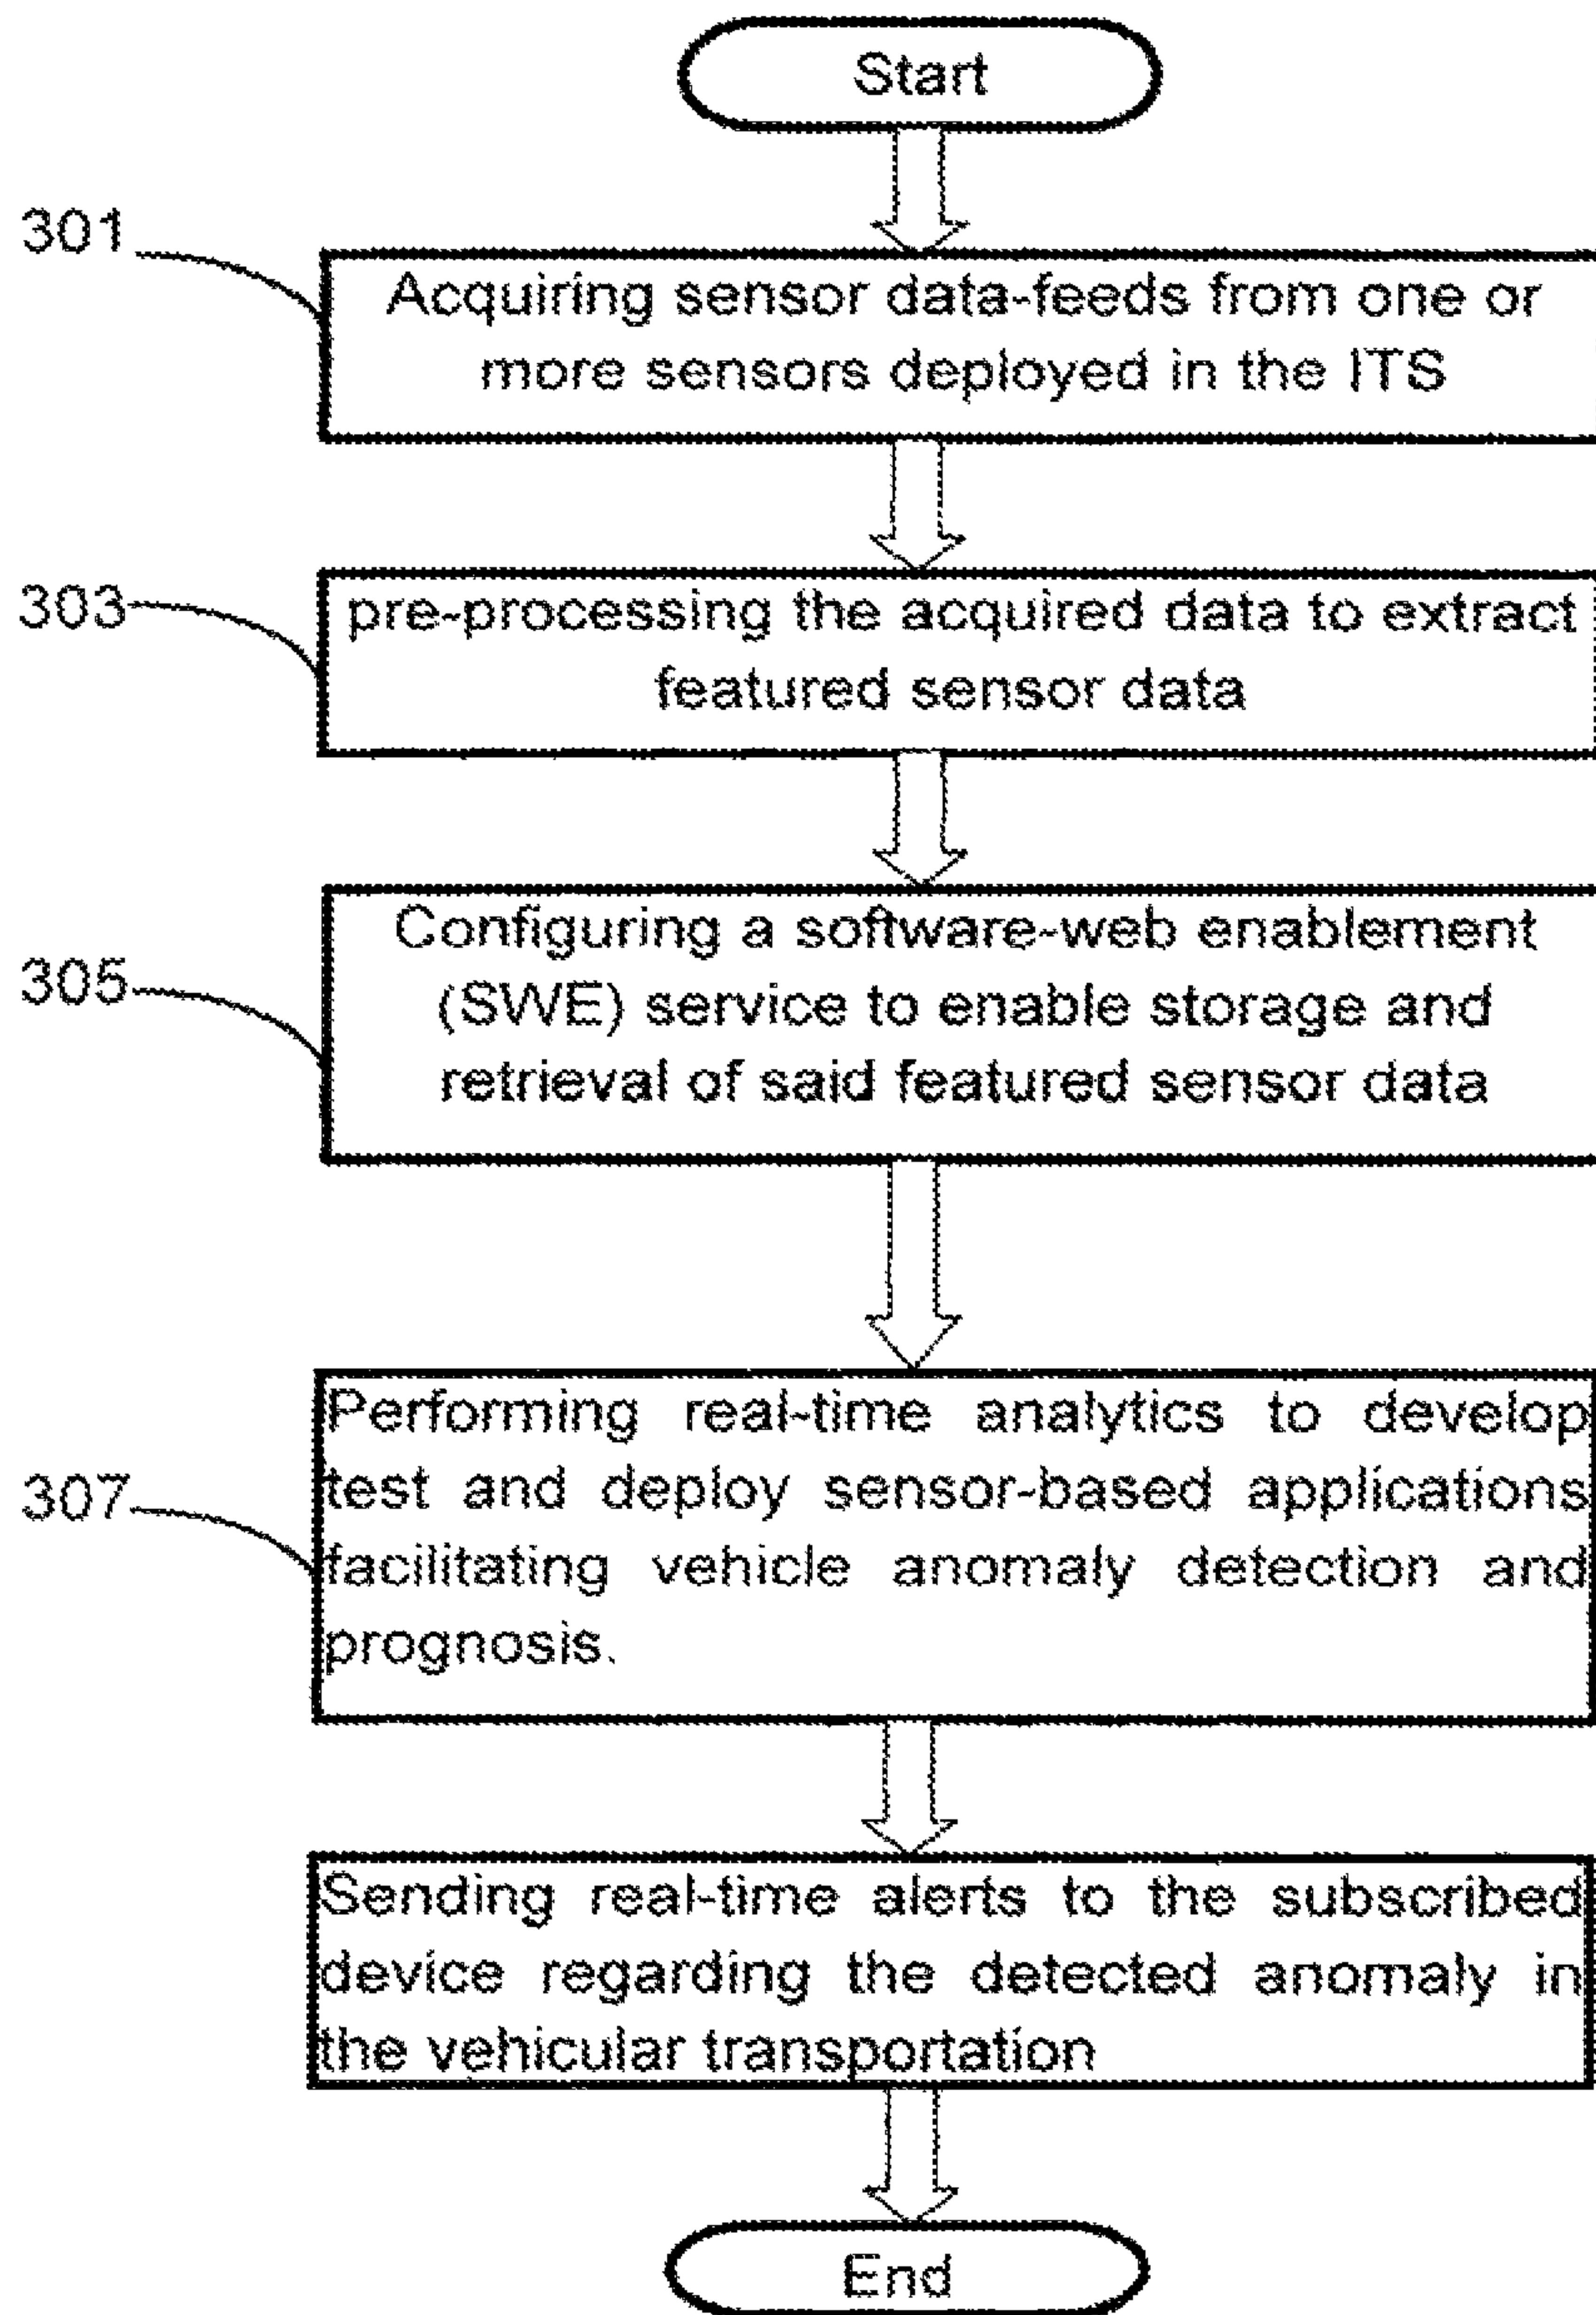 Start
301
Acquiring sensor data-feeds from one or
more sensors deployed in the ITS
303
pre-processing the acquired data to extract
featured sensor data
305
Configuring a software-web enablement
(SWE) service to enable storage and
retrieval of said featured sensor data
307
Performing real-time analytics to develop
test and deploy sensor-based applications
facilitating vehicle anomaly detection and
prognosis.
Sending real-time alerts to the subscribed
device regarding the detected anomaly in
the vehicular transportation
End